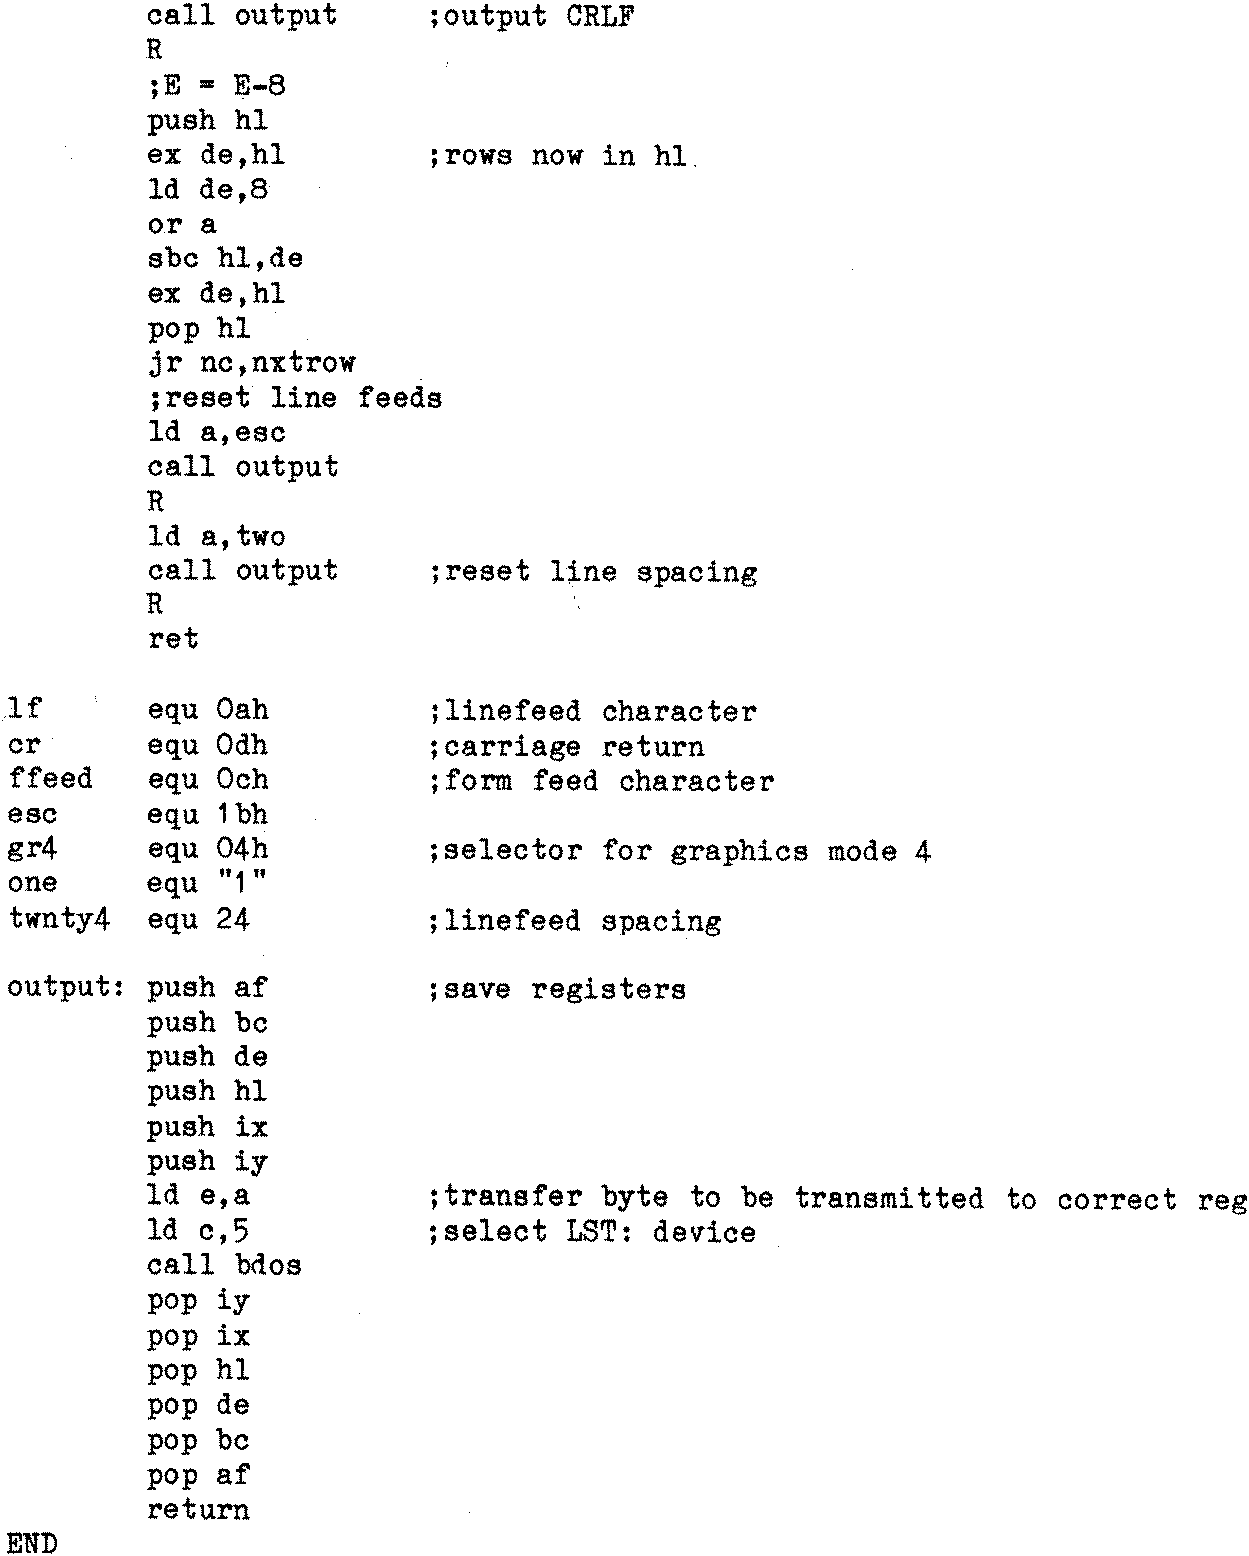 call output ;output CRLF
R
;E = E-8
push hl
ex de,hl ;rows now in hl
ld de,8
or a
sbc hl,de
ex de,hl
pop hl
jr nc,nxtrow
;reset line feeds
ld a,esc
call output
R
ld a,two
call output ;reset line spacing
R
ret
lf equ 0ah ;linefeed character
cr equ 0dh ;carriage return
ffeed equ 0ch ;form feed character
esc equ 1bh
gr4 equ 04h ;selector for graphics mode 4
one equ "1"
twnty4 equ 24 ;linefeed spacing
output: push af ;save registers
push bc
push de
push hl
push ix
push iy
ld e,a ;transfer byte to be transmitted to correct reg
ld c,5 ;select LST: device
call bdos
pop iy
pop ix
pop hl
pop de
pop bc
pop af
return
END